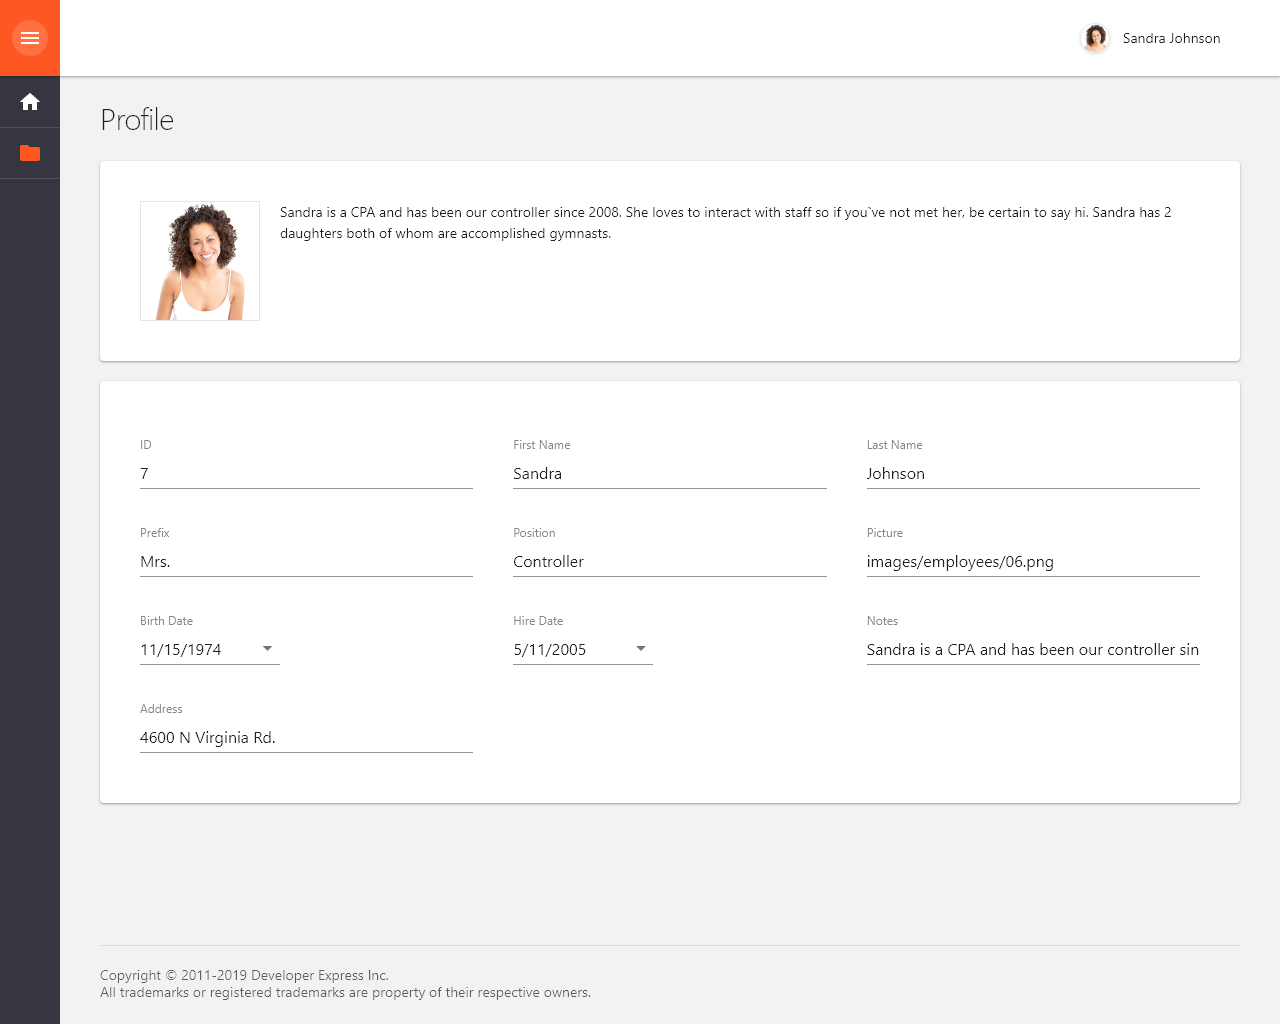 Sandra Johnson
Profile
Sandra is a CPA and has been our controller since 2008. She loves to interact with staff so if you`ve not met her, be certain to say hi. Sandra has 2
daughters both of whom are accomplished gymnasts.
ID
First Name
Last Name
7
Sandra
Johnson
Prefix
Position
Picture
Mrs.
Controller
images/employees/06.png
Birth Date
Hire Date
Notes
11/15/1974
5/11/2005
Sandra is a CPA and has been our controller sin
Address
4600 N Virginia Rd.
Copyright © 2011-2019 Developer Express Inc.
All trademarks or registered trademarks are property of their respective owners.